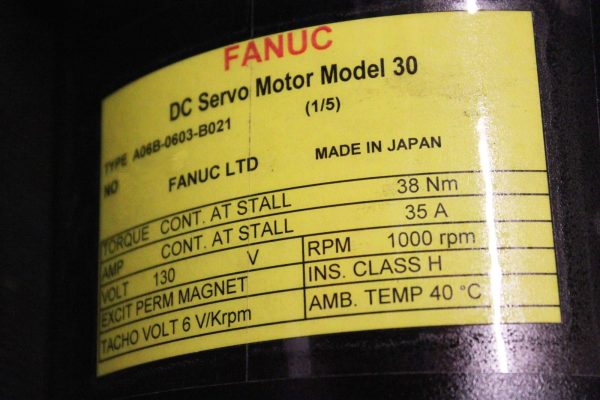 FANUC
DC Servo Motor Model 30
(1/5)
TYPE A06B-0603-B021
NO FANUC LTD MADE IN JAPAN
TORQUE CONT. AT STALL 38 Nm
AMP CONT. AT STALL 35 A
VOLT 130 V RPM 1000 rpm
EXCIT PERM MAGNET INS. CLASS H
TACHO VOLT 6 V/Krpm AMB. TEMP 40 °C